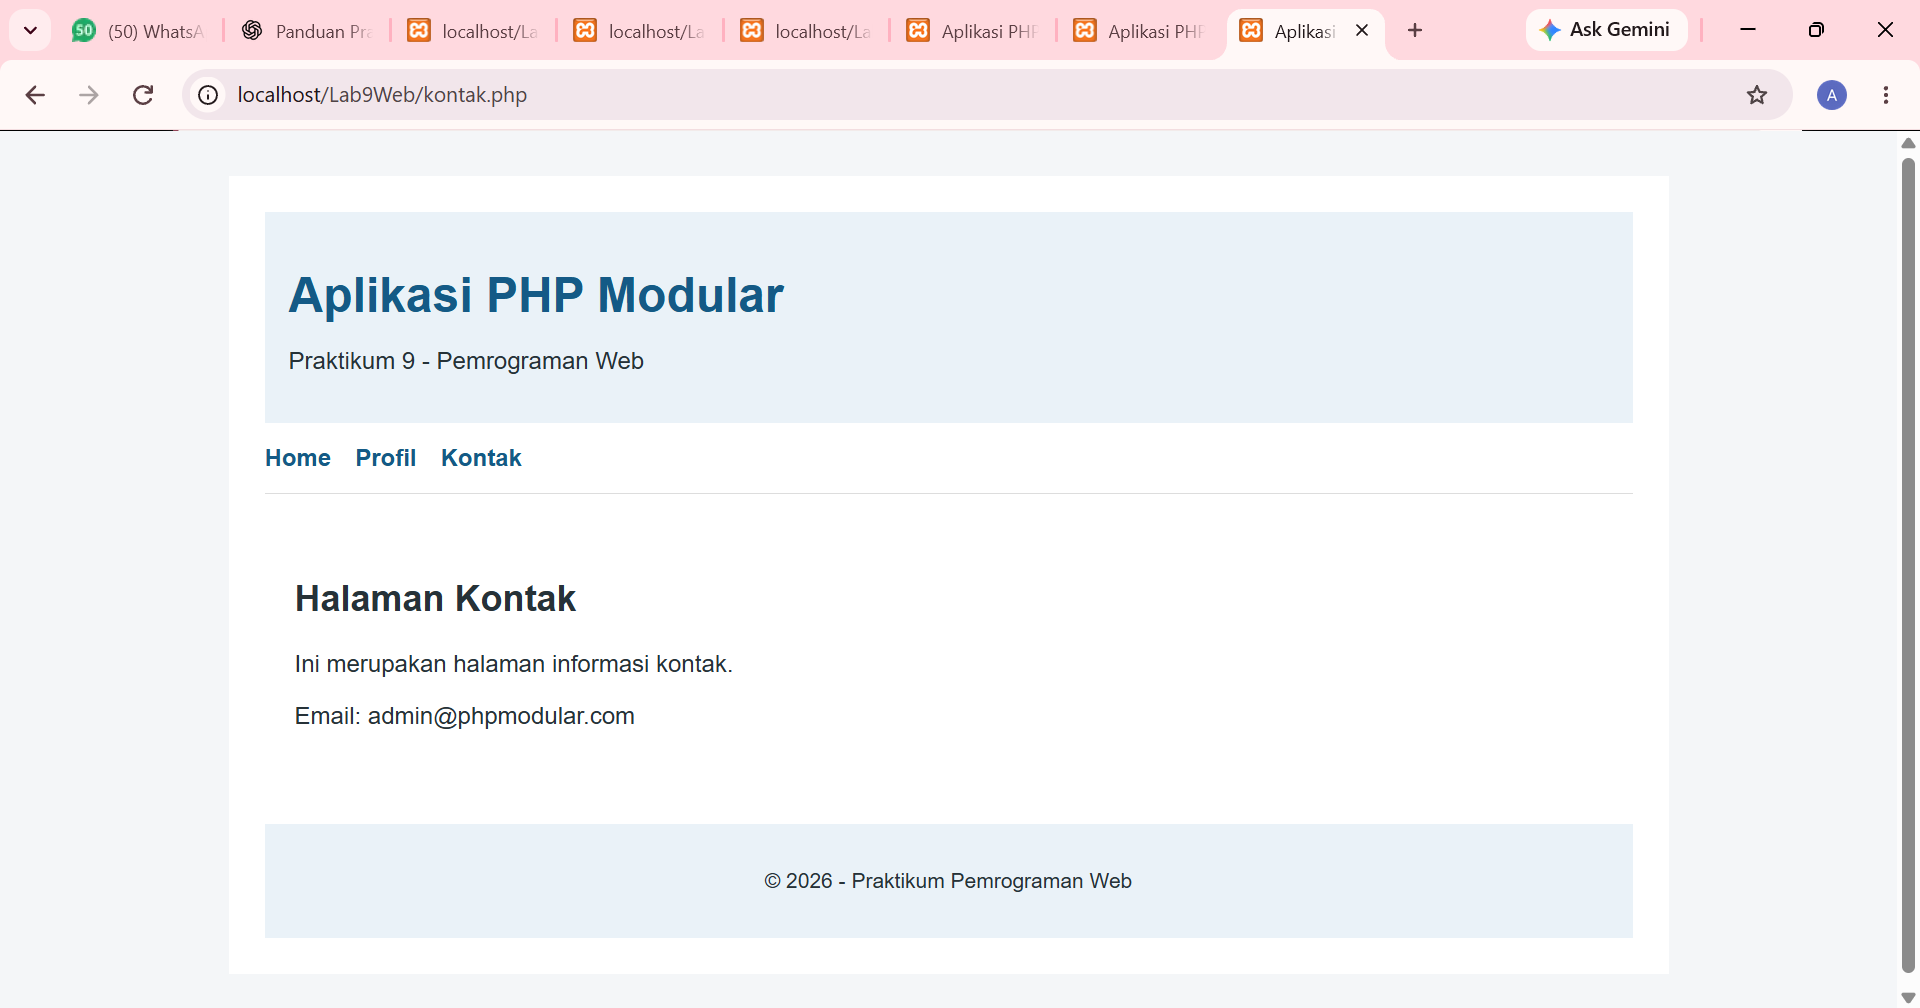 50 (50) WhatsA Panduan Pra localhost/La localhost/La localhost/La Aplikasi PHP Aplikasi PHP Aplikasi Ask Gemini
localhost/Lab9Web/kontak.php A
Aplikasi PHP Modular
Praktikum 9 - Pemrograman Web
Home Profil Kontak
Halaman Kontak
Ini merupakan halaman informasi kontak.
Email: admin@phpmodular.com
© 2026 - Praktikum Pemrograman Web